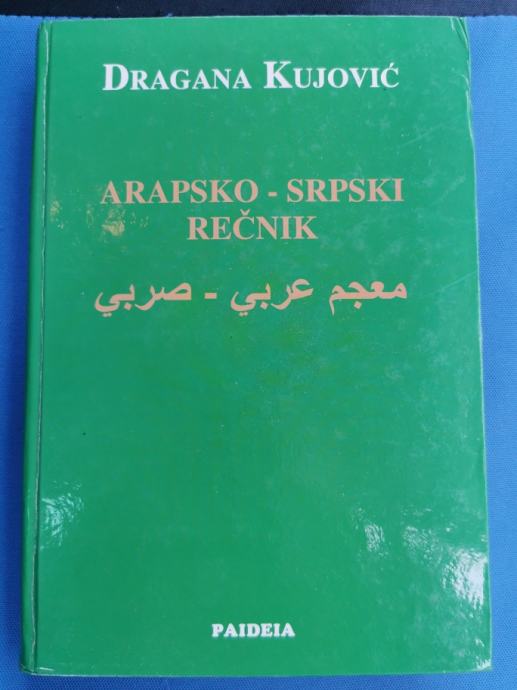 DRAGANA KUJOVIĆ
ARAPSKO - SRPSKI
REČNIK
معجم عربي - صربي
PAIDEIA